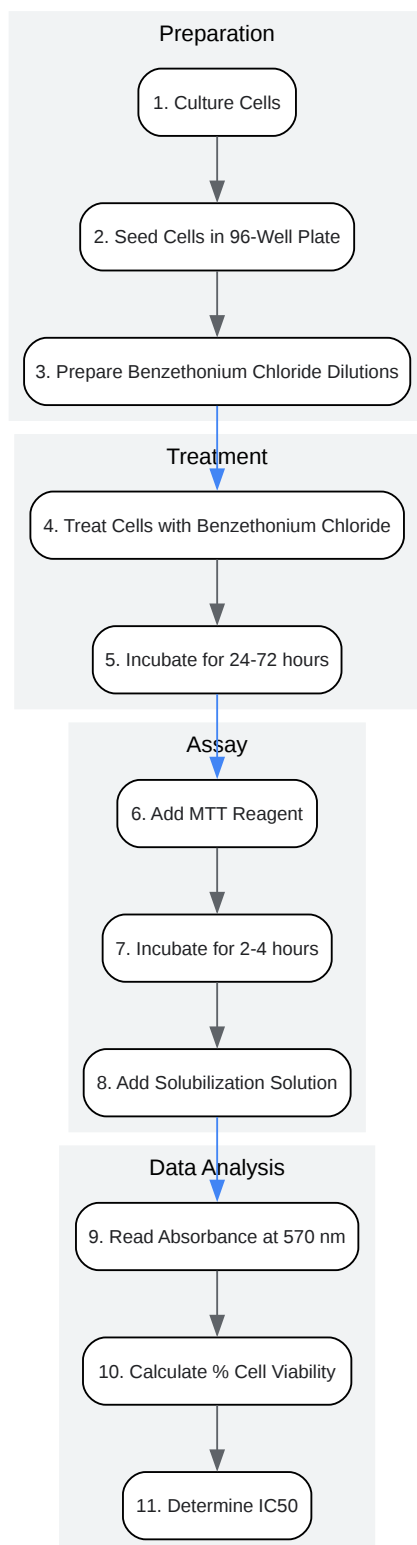 Preparation
1. Culture Cells
2. Seed Cells in 96-Well Plate
3. Prepare Benzethonium Chloride Dilutions
Treatment
4. Treat Cells with Benzethonium Chloride
5. Incubate for 24-72 hours
Assay
6. Add MTT Reagent
7. Incubate for 2-4 hours
8. Add Solubilization Solution
Data Analysis
9. Read Absorbance at 570 nm
10. Calculate % Cell Viability
11. Determine IC50